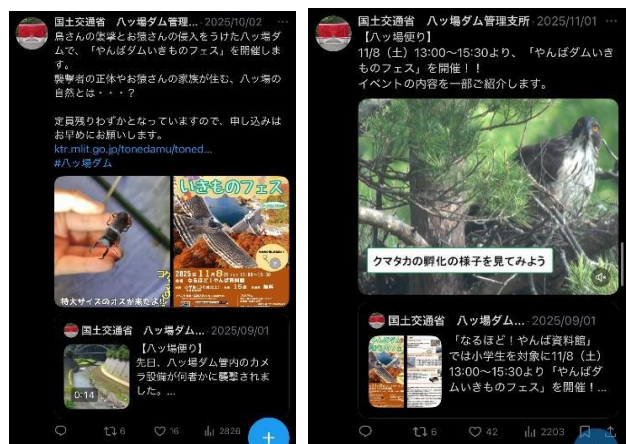 国土交通省 八ッ場ダム管理... · 2025/10/02
鳥さんの襲撃とお猿さんの侵入をうけた八ッ場ダ
ムで、「やんばダムいきものフェス」を開催しま
す。
襲撃者の正体やお猿さんの家族が住む、八ッ場の
自然とは・・・？
定員残りわずかとなっていますので、申し込みは
お早めにお願いします。
ktr.mlit.go.jp/tonedamu/toned...
#八ッ場ダム
特大サイズのオスが来たよ!!
いきものフェス
2025年11月8日
国土交通省 八ッ場ダム... · 2025/09/01
【八ッ場便り】
先日、八ッ場ダム管内のカメ
ラ設備が何者かに襲撃されま
した。...
0:14
6
16
2826
国土交通省 八ッ場ダム管理支所 · 2025/11/01
【八ッ場便り】
11/8（土）13:00～15:30より、「やんばダムいき
ものフェス」を開催！！
イベントの内容を一部ご紹介します。
クマタカの孵化の様子を見てみよう
国土交通省 八ッ場ダム... · 2025/09/01
「なるほど！やんば資料館」
では小学生を対象に11/8（土）
13:00～15:30より、「やんばダ
ムいきものフェス」を開催！...
6
42
2203